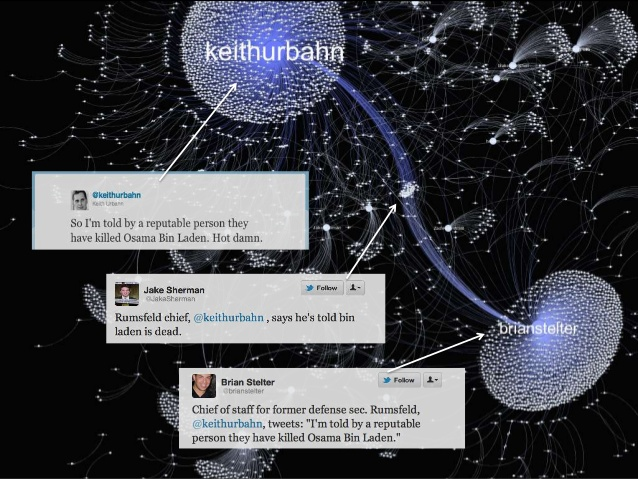 keithurbahn
@keithurbahn
Keith Urbahn
So I'm told by a reputable person they
have killed Osama Bin Laden. Hot damn.
Jake Sherman
@JakeSherman
Follow
Rumsfeld chief, @keithurbahn , says he's told bin
laden is dead.
brianstelter
Brian Stelter
@brianstelter
Follow
Chief of staff for former defense sec. Rumsfeld,
@keithurbahn, tweets: "I'm told by a reputable
person they have killed Osama Bin Laden."